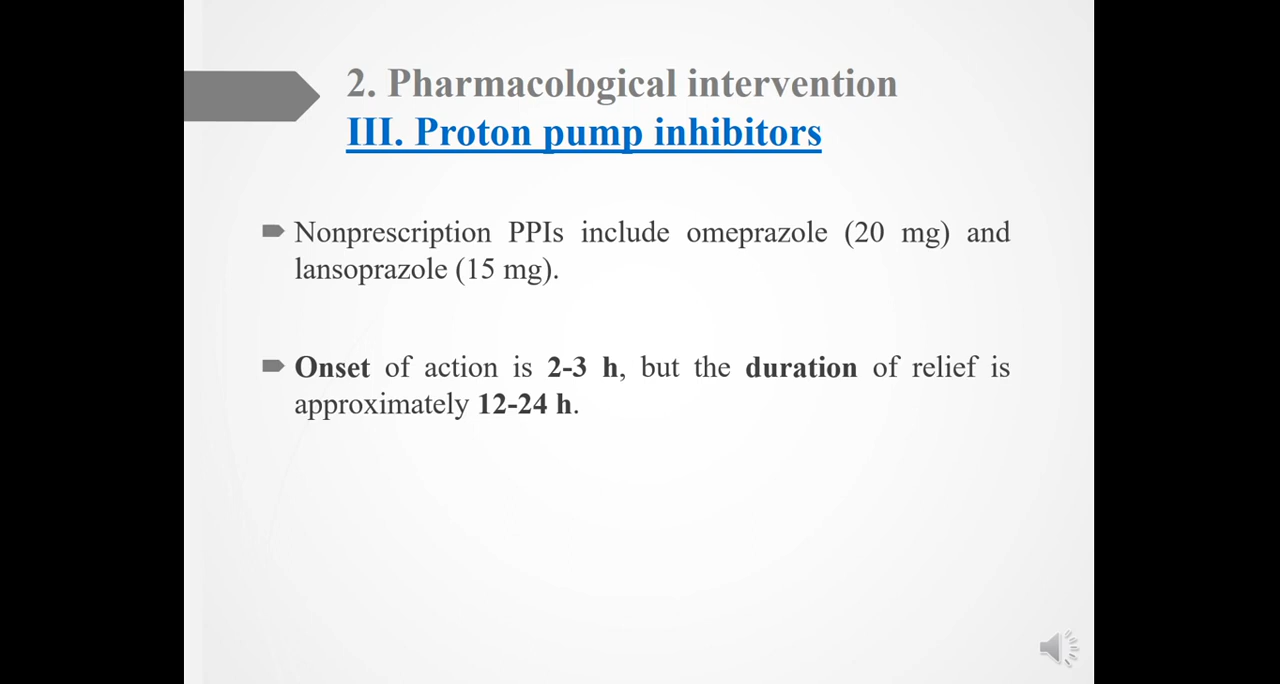 2. Pharmacological intervention
III. Proton pump inhibitors
Nonprescription PPIs include omeprazole (20 mg) and
lansoprazole (15 mg).
Onset of action is 2-3 h, but the duration of relief is
approximately 12-24 h.